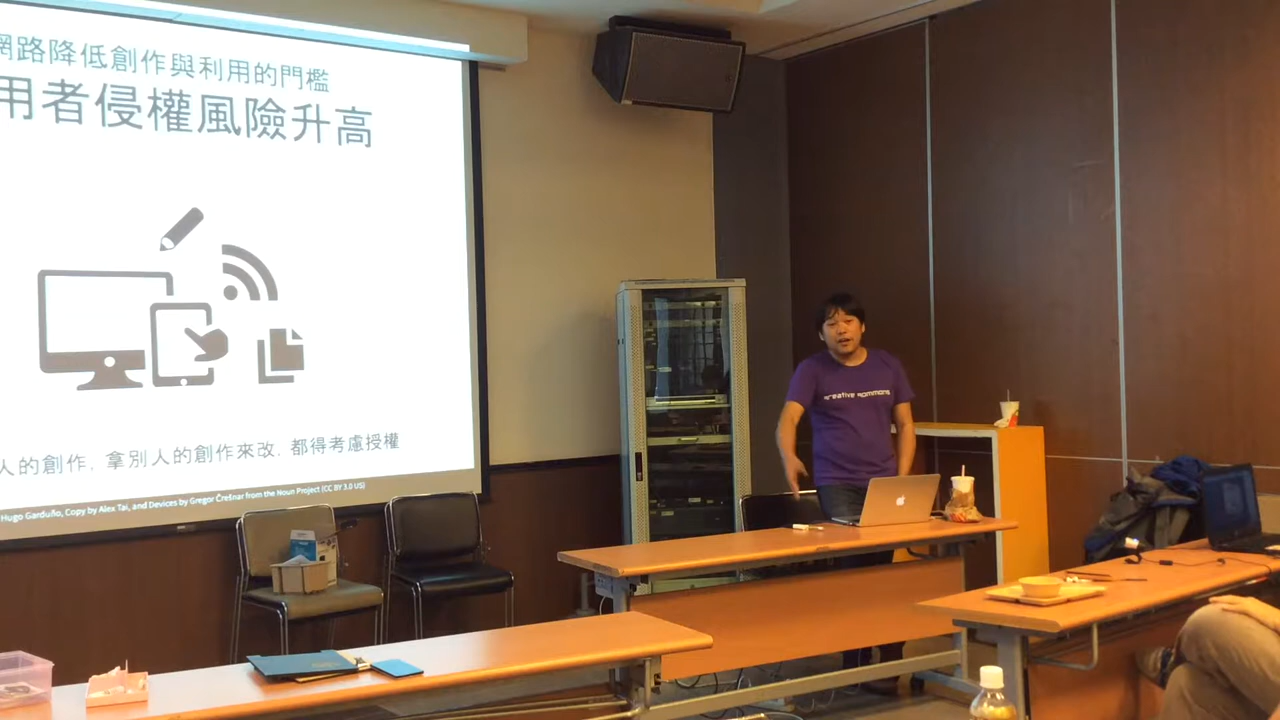 網路降低創作與利用的門檻
用者侵權風險升高
人的創作, 拿別人的創作來改, 都得考慮授權
Hugo Garduño, Copy by Alex Tai, and Devices by Gregor Črešnar from the Noun Project (CC BY 3.0 US)
creative commons